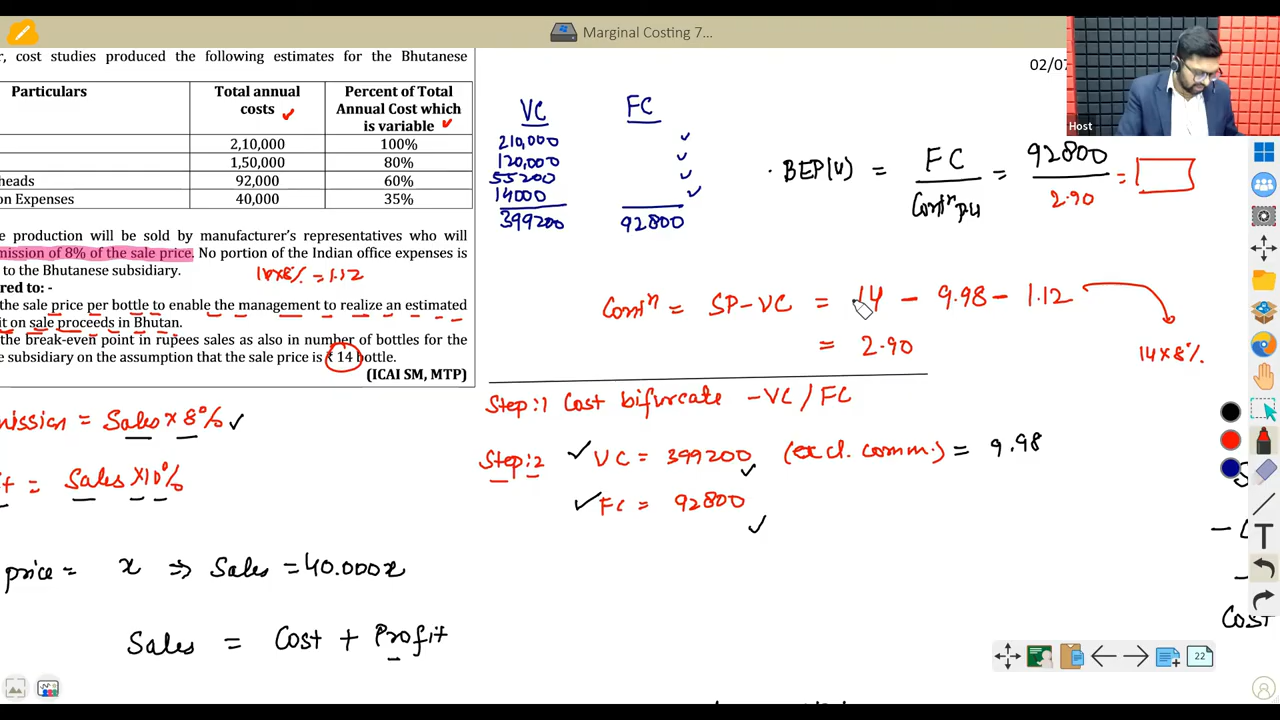 Marginal Costing 7...
r, cost studies produced the following estimates for the Bhutanese
Particulars
Total annual costs
Percent of Total Annual Cost which is variable
2,10,000 100%
1,50,000 80%
heads 92,000 60%
on Expenses 40,000 35%
e production will be sold by manufacturer's representatives who will
mission of 8% of the sale price. No portion of the Indian office expenses is
to the Bhutanese subsidiary.
14×8% = 1.12
red to: -
the sale price per bottle to enable the management to realize an estimated
it on sale proceeds in Bhutan.
the break-even point in rupees sales as also in number of bottles for the
e subsidiary on the assumption that the sale price is ₹ 14 bottle.
(ICAI SM, MTP)
mission = Sales × 8%
it = Sales × 10%
price = x ⇒ Sales = 40.000x
Sales = Cost + Profit
VC FC
210,000
120,000
55200
14000
399200 92800
02/0
Host
BEP(U) = FC / Contⁿ p.u = 92800 / 2.90 =
Contⁿ = SP-VC = 14 - 9.98 - 1.12
= 2.90
14×8%
Step:1 Cost bifurcate - VC/FC
Step:2 VC = 399200 (excl. comm.) = 9.98
FC = 92800
Cost
22